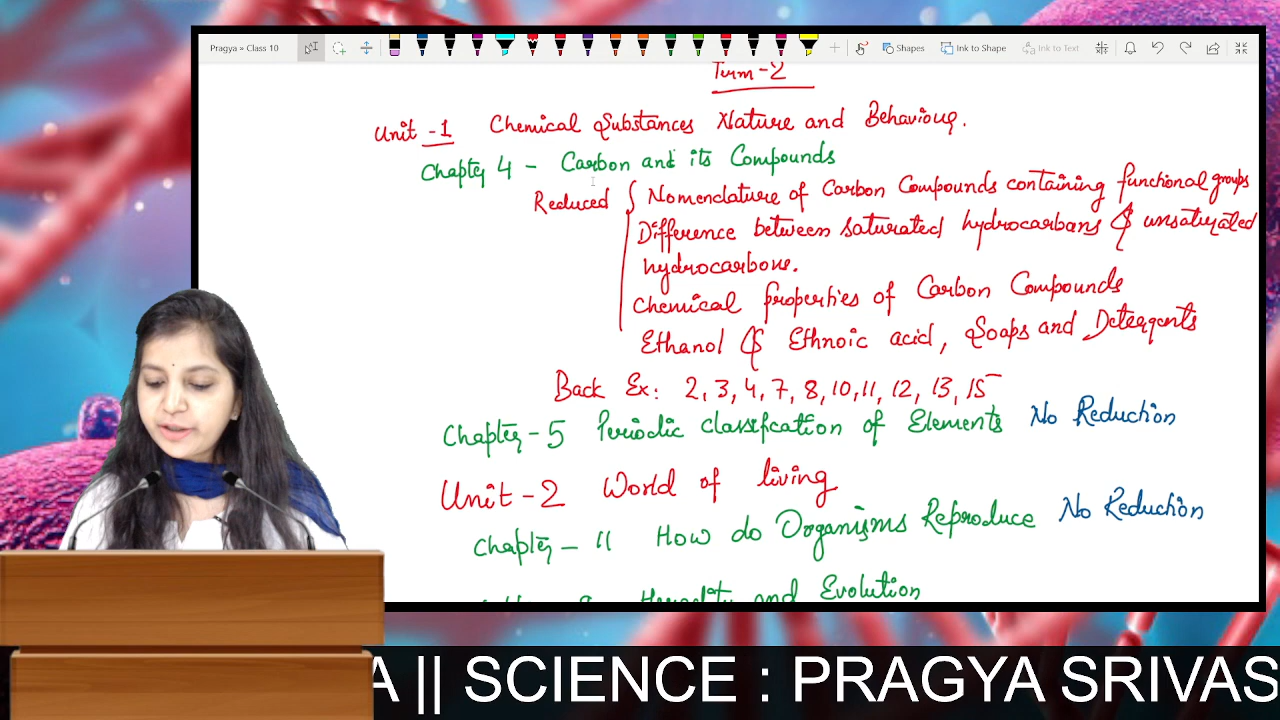 Pragya » Class 10
Shapes
Ink to Shape
Ink to Text
Term-2
Unit -1 Chemical Substances Nature and Behaviour.
Chapter 4 - Carbon and its Compounds
Reduced { Nomenclature of Carbon Compounds containing functional groups
Difference between saturated hydrocarbons & unsaturated
hydrocarbons.
Chemical properties of Carbon Compounds
Ethanol & Ethnoic acid, Soaps and Detergents
Back Ex: 2, 3, 4, 7, 8, 10, 11, 12, 13, 15
Chapter - 5 Periodic classifcation of Elements No Reduction
Unit - 2 World of living
Chapter - 11 How do Organisms Reproduce No Reduction
and Evolution
A || SCIENCE : PRAGYA SRIVAS